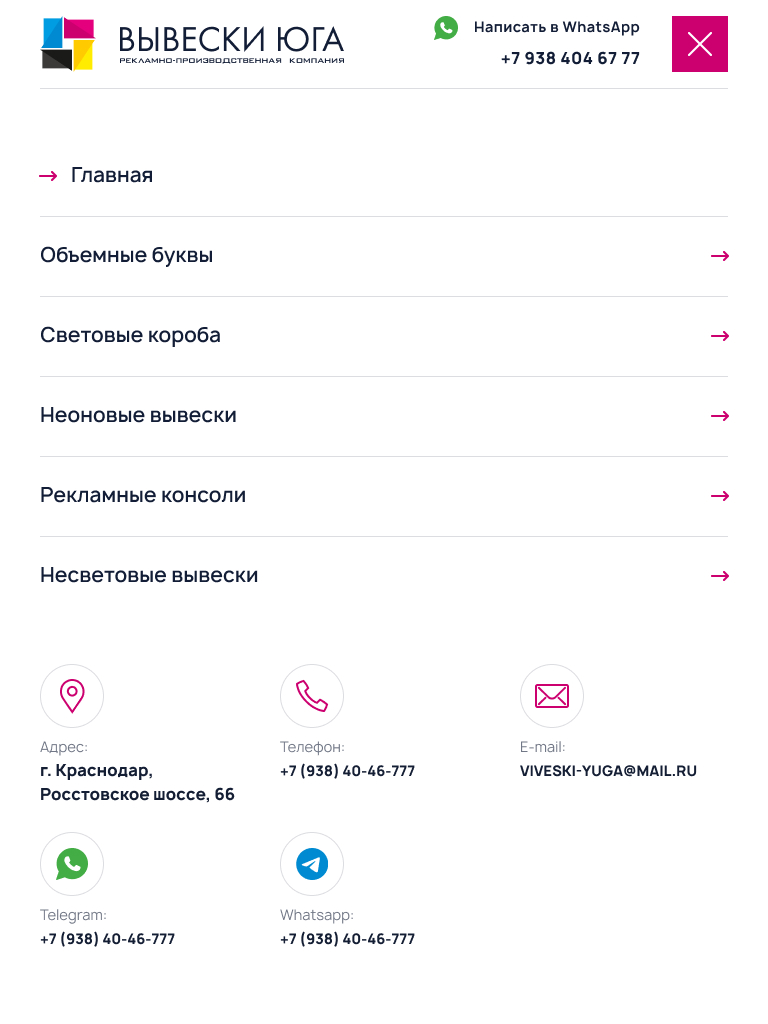 ВЫВЕСКИ ЮГА
РЕКЛАМНО-ПРОИЗВОДСТВЕННАЯ КОМПАНИЯ
Написать в WhatsApp
+7 938 404 67 77
Главная
Объемные буквы
Световые короба
Неоновые вывески
Рекламные консоли
Несветовые вывески
Адрес:
г. Краснодар,
Росстовское шоссе, 66
Телефон:
+7 (938) 40-46-777
E-mail:
VIVESKI-YUGA@MAIL.RU
Telegram:
+7 (938) 40-46-777
Whatsapp:
+7 (938) 40-46-777